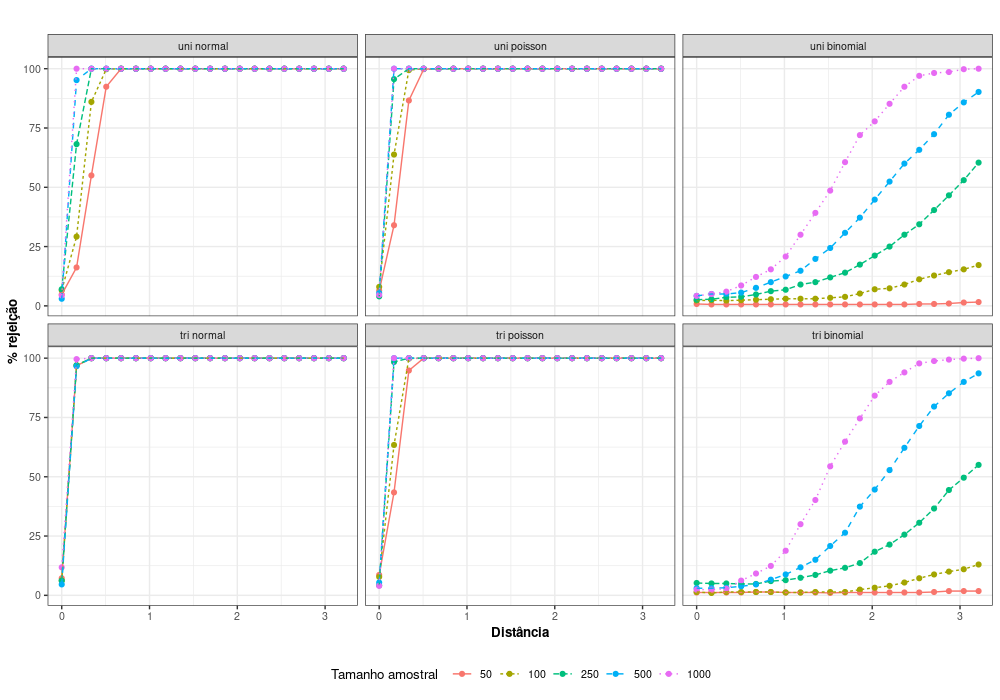 uni normal uni poisson uni binomial
100
75
50
25
0
tri normal tri poisson tri binomial
100
75
50
25
0
0 1 2 3 0 1 2 3 0 1 2 3
% rejeição
Distância
Tamanho amostral 50 100 250 500 1000